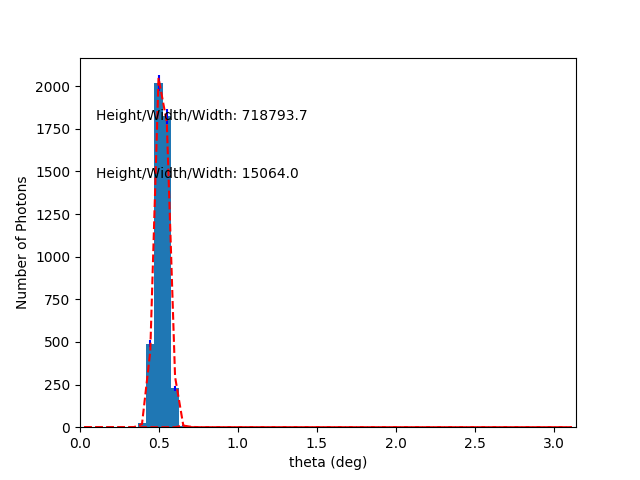 2000
1750
1500
1250
1000
750
500
250
0
Number of Photons
Height/Width/Width: 718793.7
Height/Width/Width: 15064.0
0.0 0.5 1.0 1.5 2.0 2.5 3.0
theta (deg)